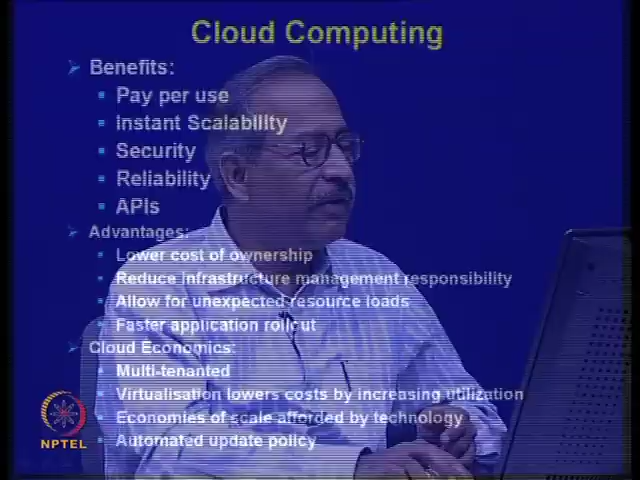 Cloud Computing
Benefits:
Pay per use
Instant Scalability
Security
Reliability
APIs
Advantages:
Lower cost of ownership
Reduce infrastructure management responsibility
Allow for unexpected resource loads
Faster application rollout
Cloud Economics:
Multi-tenanted
Virtualisation lowers costs by increasing utilization
Economies of scale afforded by technology
Automated update policy
NPTEL